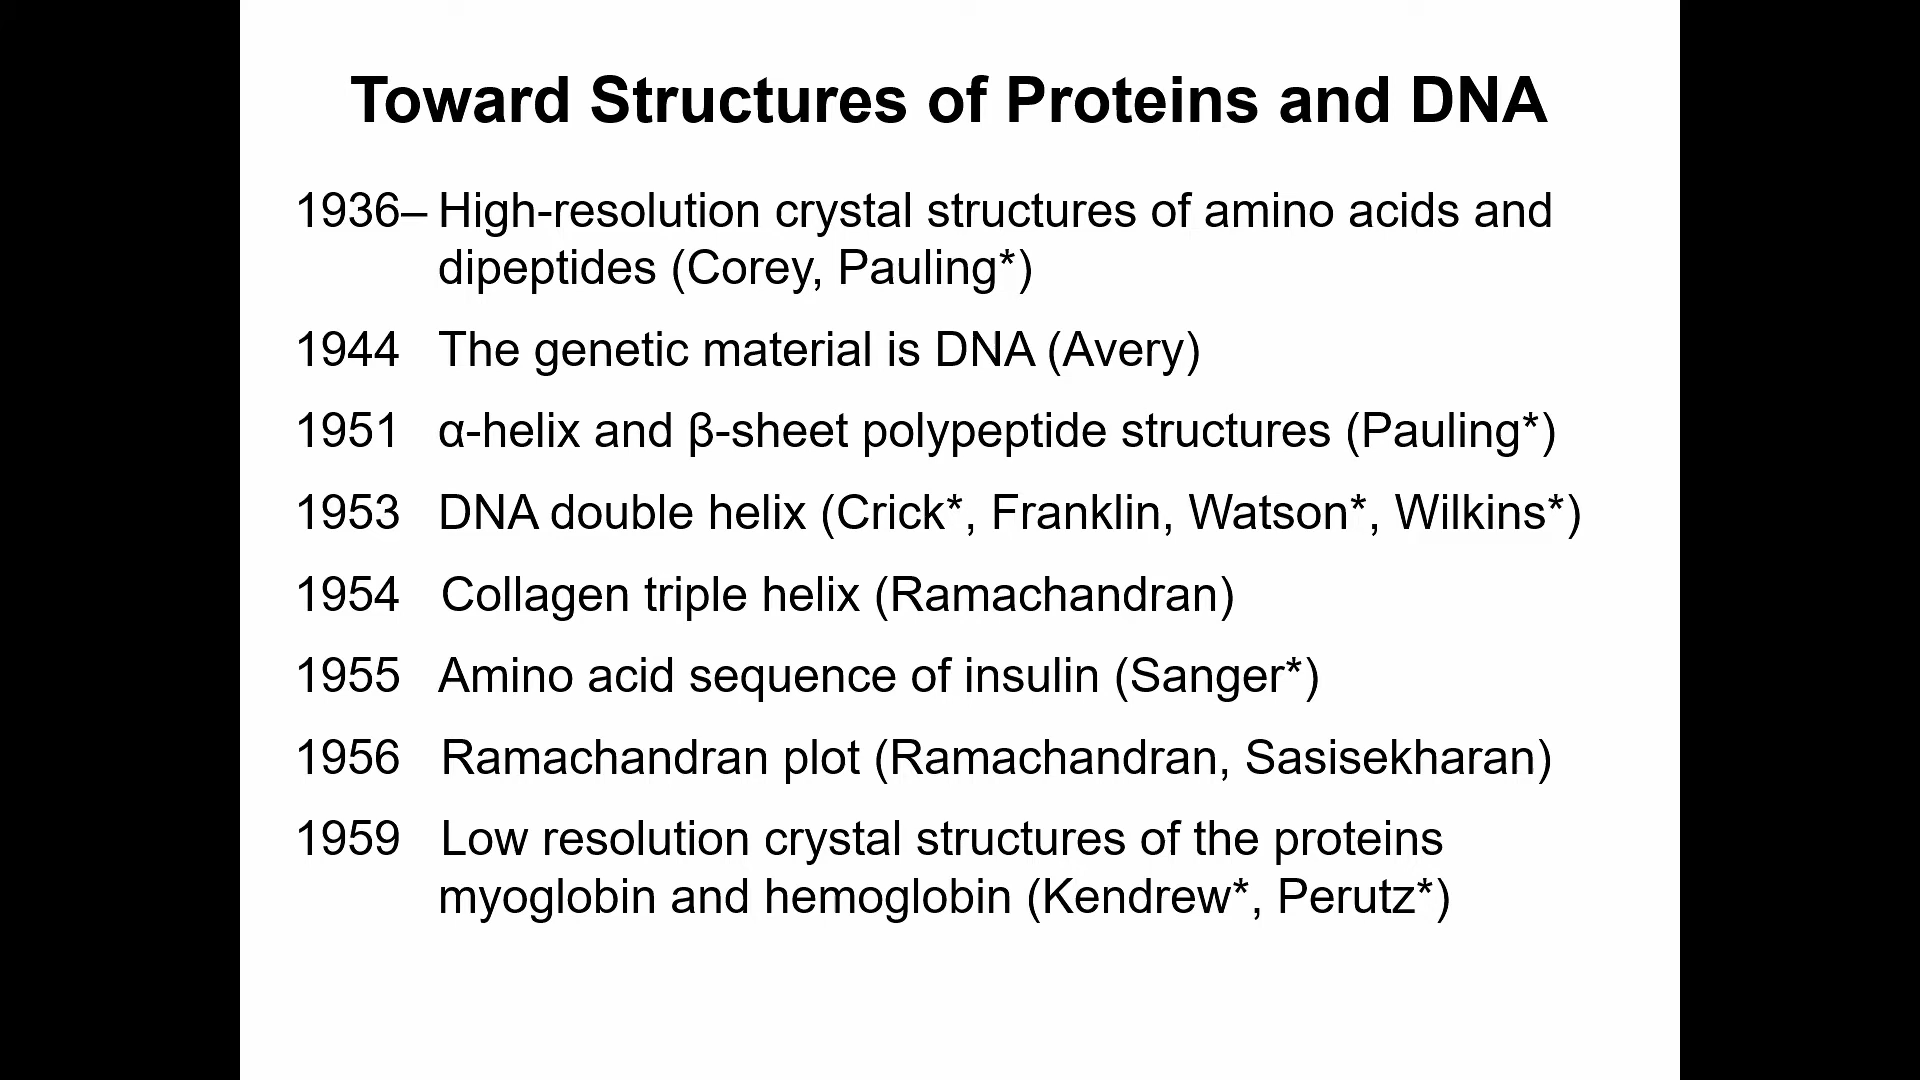 Toward Structures of Proteins and DNA
1936– High-resolution crystal structures of amino acids and
dipeptides (Corey, Pauling*)
1944 The genetic material is DNA (Avery)
1951 α-helix and β-sheet polypeptide structures (Pauling*)
1953 DNA double helix (Crick*, Franklin, Watson*, Wilkins*)
1954 Collagen triple helix (Ramachandran)
1955 Amino acid sequence of insulin (Sanger*)
1956 Ramachandran plot (Ramachandran, Sasisekharan)
1959 Low resolution crystal structures of the proteins
myoglobin and hemoglobin (Kendrew*, Perutz*)